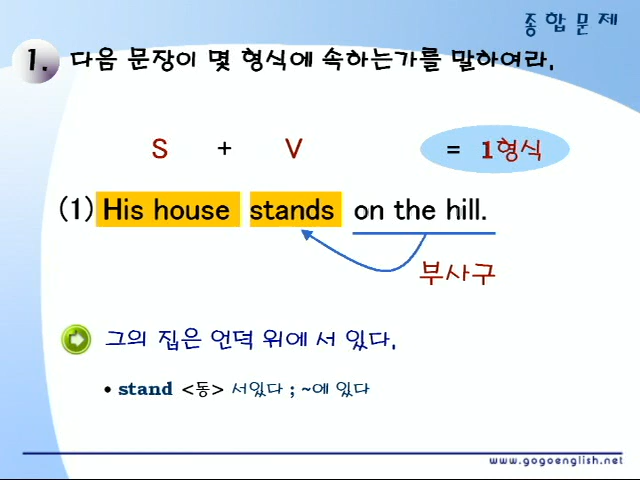 종합문제
1. 다음 문장이 몇 형식에 속하는가를 말하여라.
S + V = 1형식
(1) His house stands on the hill.
부사구
그의 집은 언덕 위에 서 있다.
• stand <동> 서있다 ; ~에 있다
www.gogoenglish.net